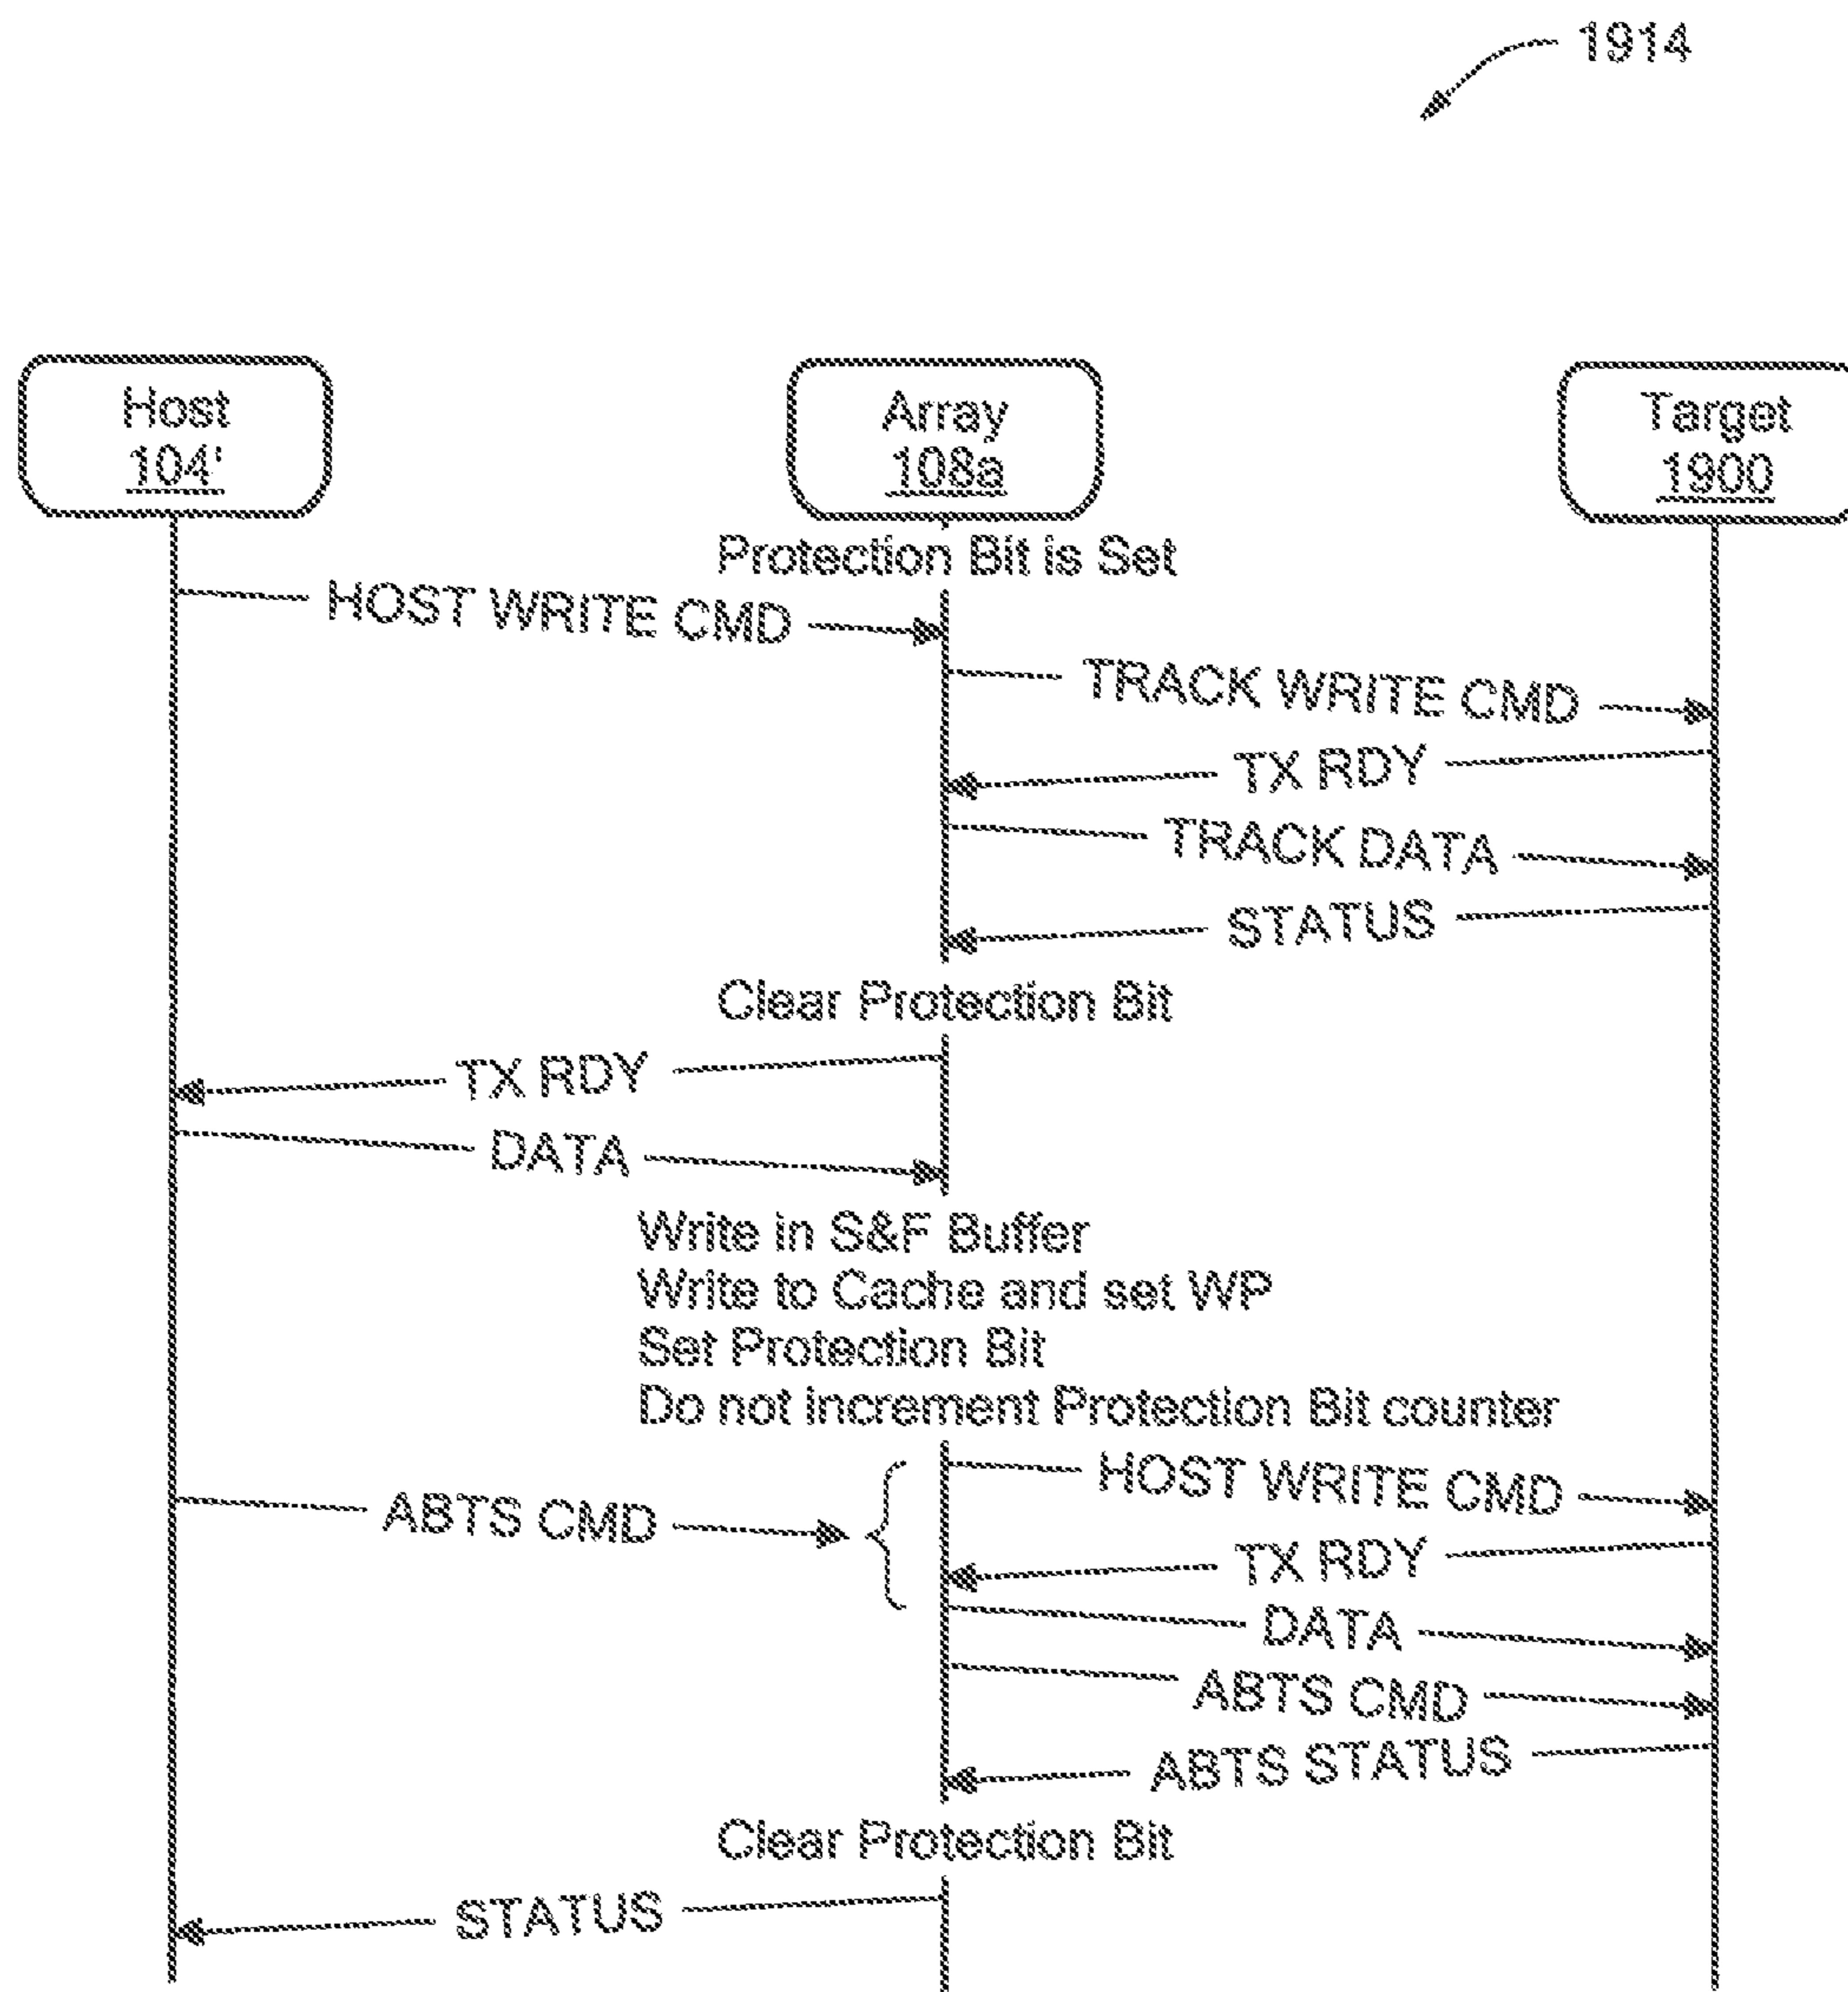 1914
Host
104'
Array
108a
Target
1900
Protection Bit is Set
HOST WRITE CMD
TRACK WRITE CMD
TX RDY
TRACK DATA
STATUS
Clear Protection Bit
TX RDY
DATA
Write in S&F Buffer
Write to Cache and set WP
Set Protection Bit
Do not increment Protection Bit counter
HOST WRITE CMD
ABTS CMD
TX RDY
DATA
ABTS CMD
ABTS STATUS
Clear Protection Bit
STATUS